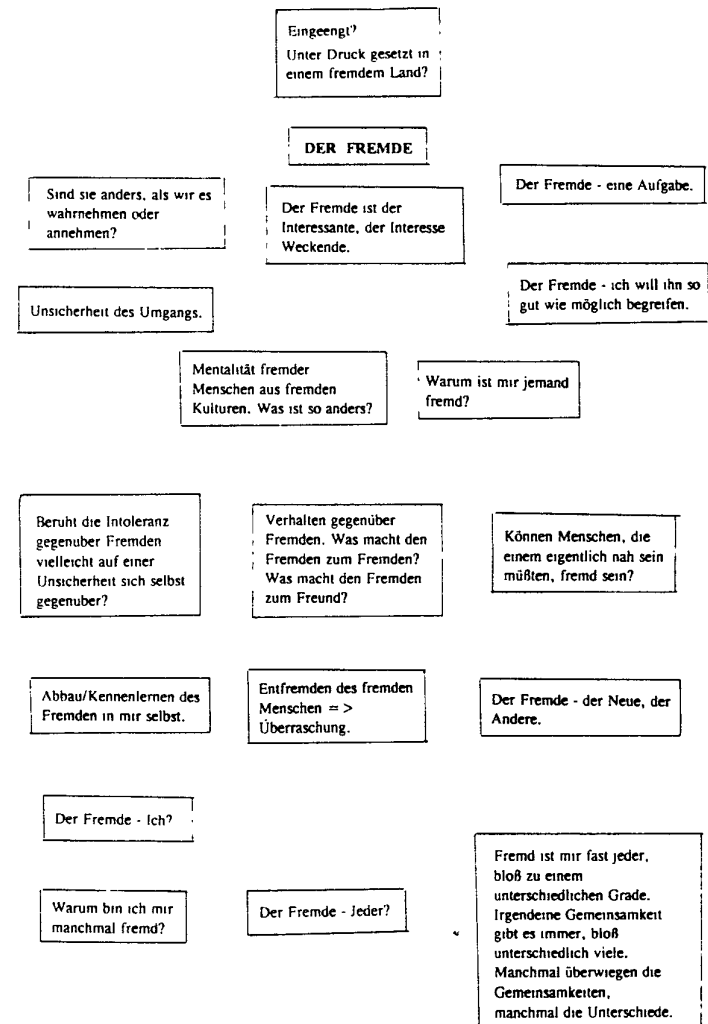 Eingeengt?
Unter Druck gesetzt in
einem fremdem Land?
DER FREMDE
Sind sie anders, als wir es
wahrnehmen oder
annehmen?
Der Fremde ist der
Interessante, der Interesse
Weckende.
Der Fremde - eine Aufgabe.
Unsicherheit des Umgangs.
Der Fremde - ich will ihn so
gut wie möglich begreifen.
Mentalität fremder
Menschen aus fremden
Kulturen. Was ist so anders?
Warum ist mir jemand
fremd?
Beruht die Intoleranz
gegenuber Fremden
vielleicht auf einer
Unsicherheit sich selbst
gegenuber?
Verhalten gegenüber
Fremden. Was macht den
Fremden zum Fremden?
Was macht den Fremden
zum Freund?
Können Menschen, die
einem eigentlich nah sein
müßten, fremd sein?
Abbau/Kennenlernen des
Fremden in mir selbst.
Entfremden des fremden
Menschen = >
Überraschung.
Der Fremde - der Neue, der
Andere.
Der Fremde - Ich?
Warum bin ich mir
manchmal fremd?
Der Fremde - Jeder?
Fremd ist mir fast jeder,
bloß zu einem
unterschiedlichen Grade.
Irgendeine Gemeinsamkeit
gibt es immer, bloß
unterschiedlich viele.
Manchmal überwiegen die
Gemeinsamkeiten,
manchmal die Unterschiede.